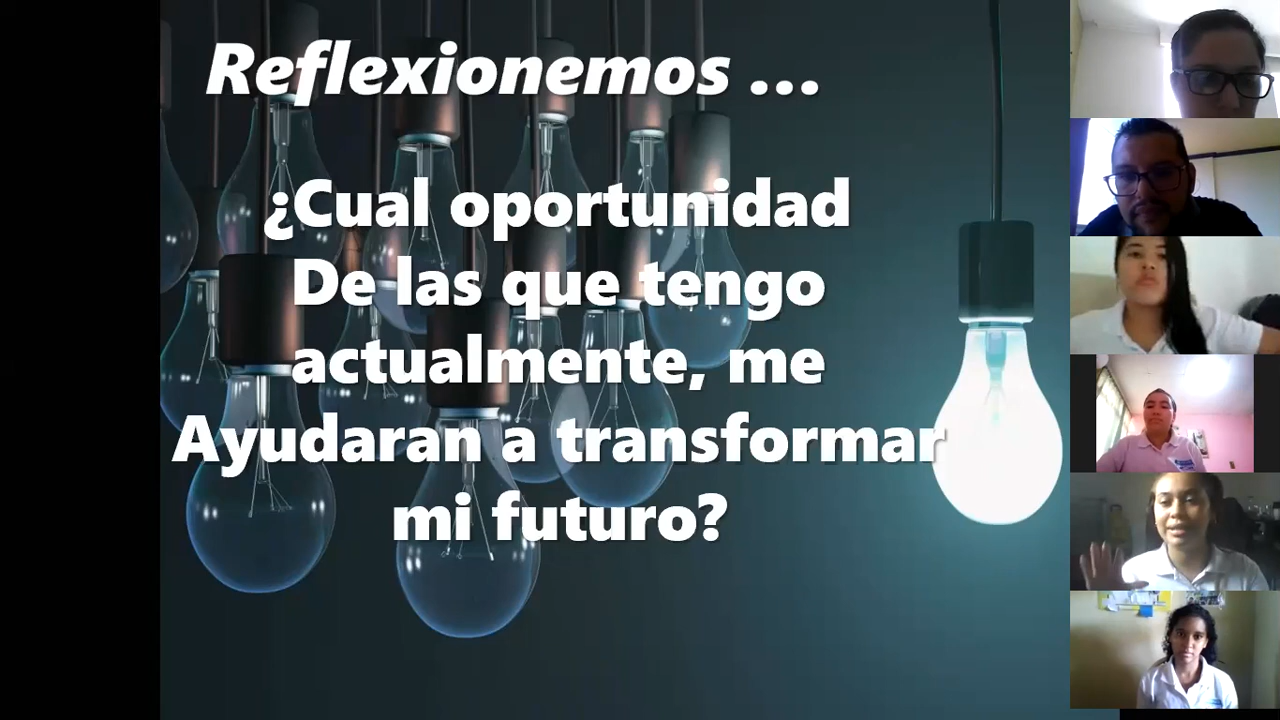 Reflexionemos ...
¿Cual oportunidad
De las que tengo
actualmente, me
Ayudaran a transformar
mi futuro?